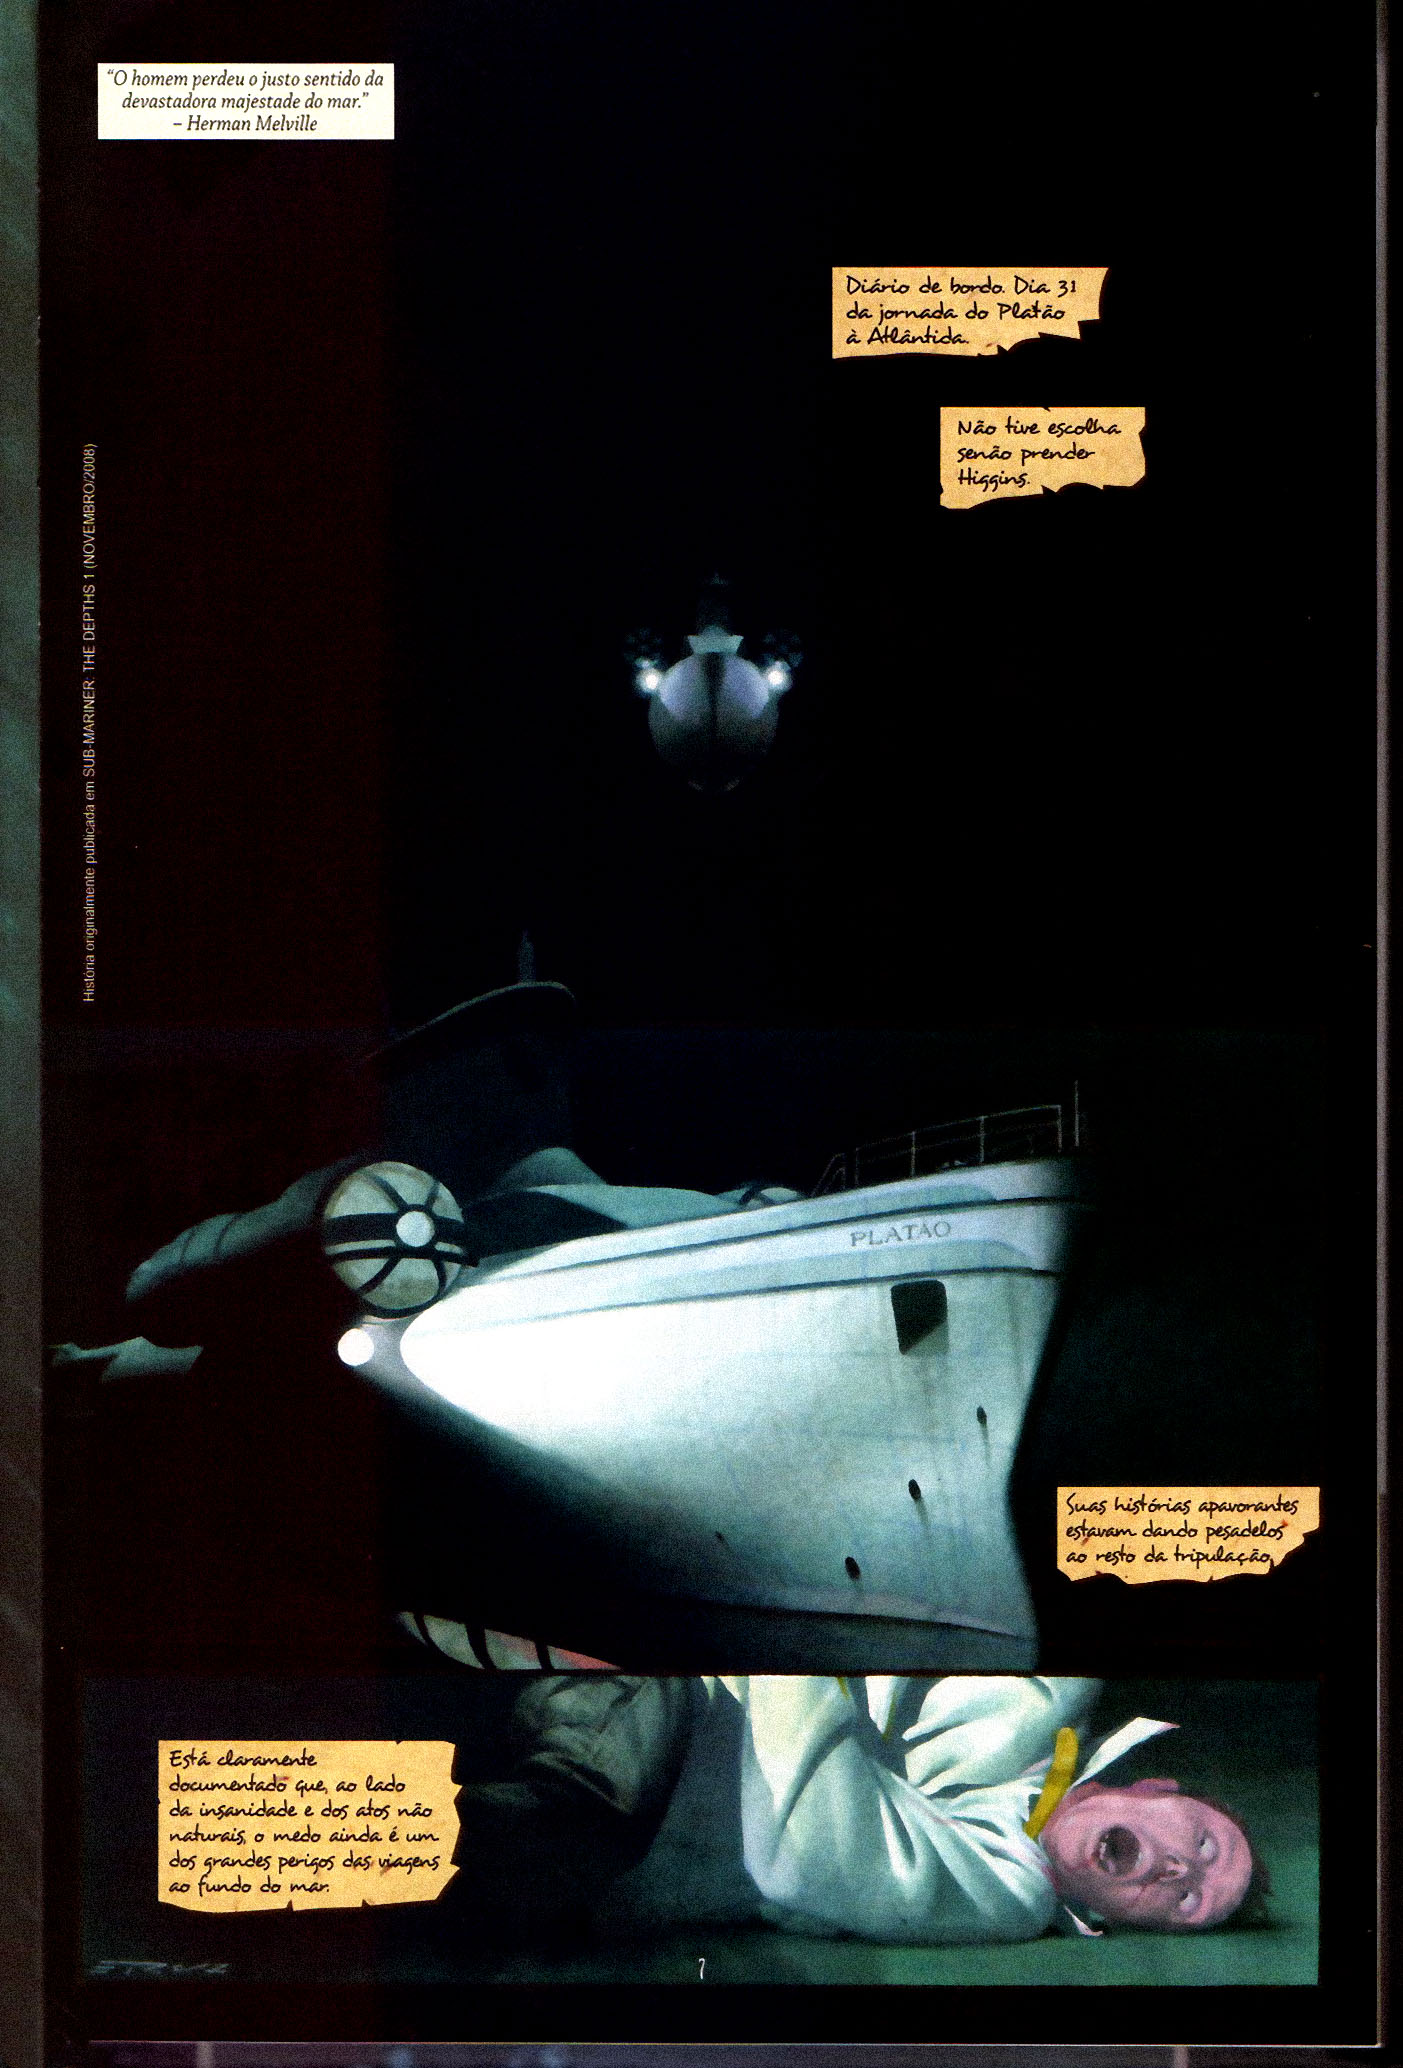 "O homem perdeu o justo sentido da
devastadora majestade do mar."
– Herman Melville
Diário de bordo. Dia 31
da jornada do Platão
à Atlântida.
Não tive escolha
senão prender
Higgins.
História originalmente publicada em SUB-MARINER: THE DEPTHS 1 (NOVEMBRO/2008)
PLATÃO
Suas histórias apavorantes
estavam dando pesadelos
ao resto da tripulação.
Está claramente
documentado que, ao lado
da insanidade e dos atos não
naturais, o medo ainda é um
dos grandes perigos das viagens
ao fundo do mar.